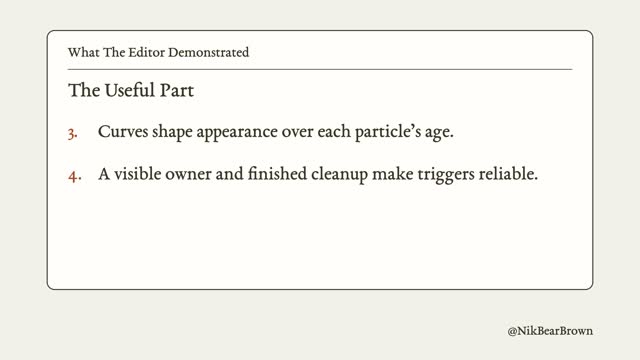 What The Editor Demonstrated
The Useful Part
3. Curves shape appearance over each particle’s age.
4. A visible owner and finished cleanup make triggers reliable.
@NikBearBrown